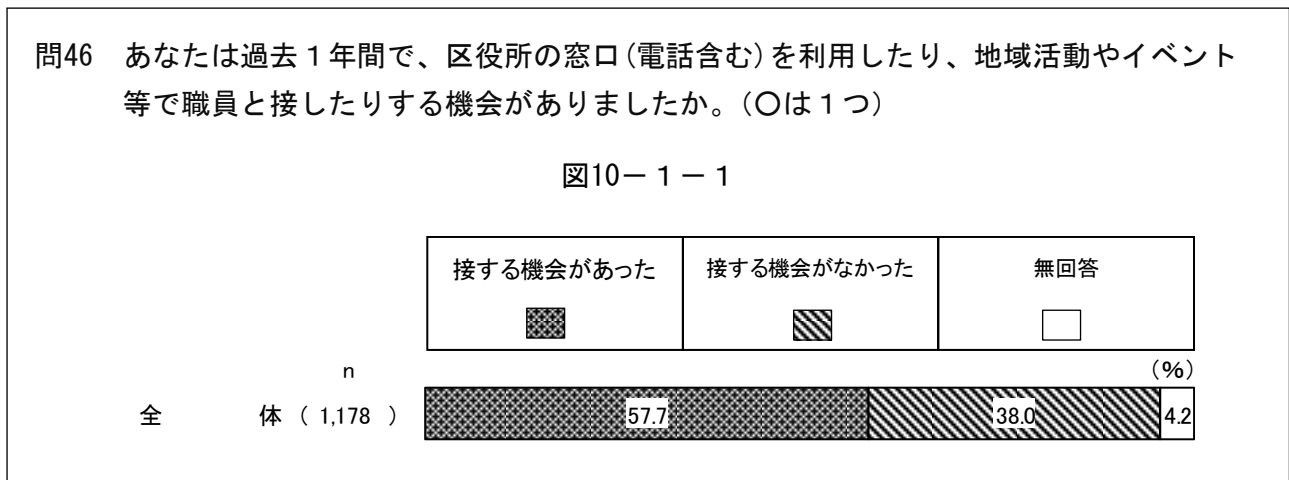 問46 あなたは過去１年間で、区役所の窓口(電話含む)を利用したり、地域活動やイベント
等で職員と接したりする機会がありましたか。（〇は１つ）
図10－１－１
接する機会があった 接する機会がなかった 無回答
n (%)
全 体 ( 1,178 ) 57.7 38.0 4.2